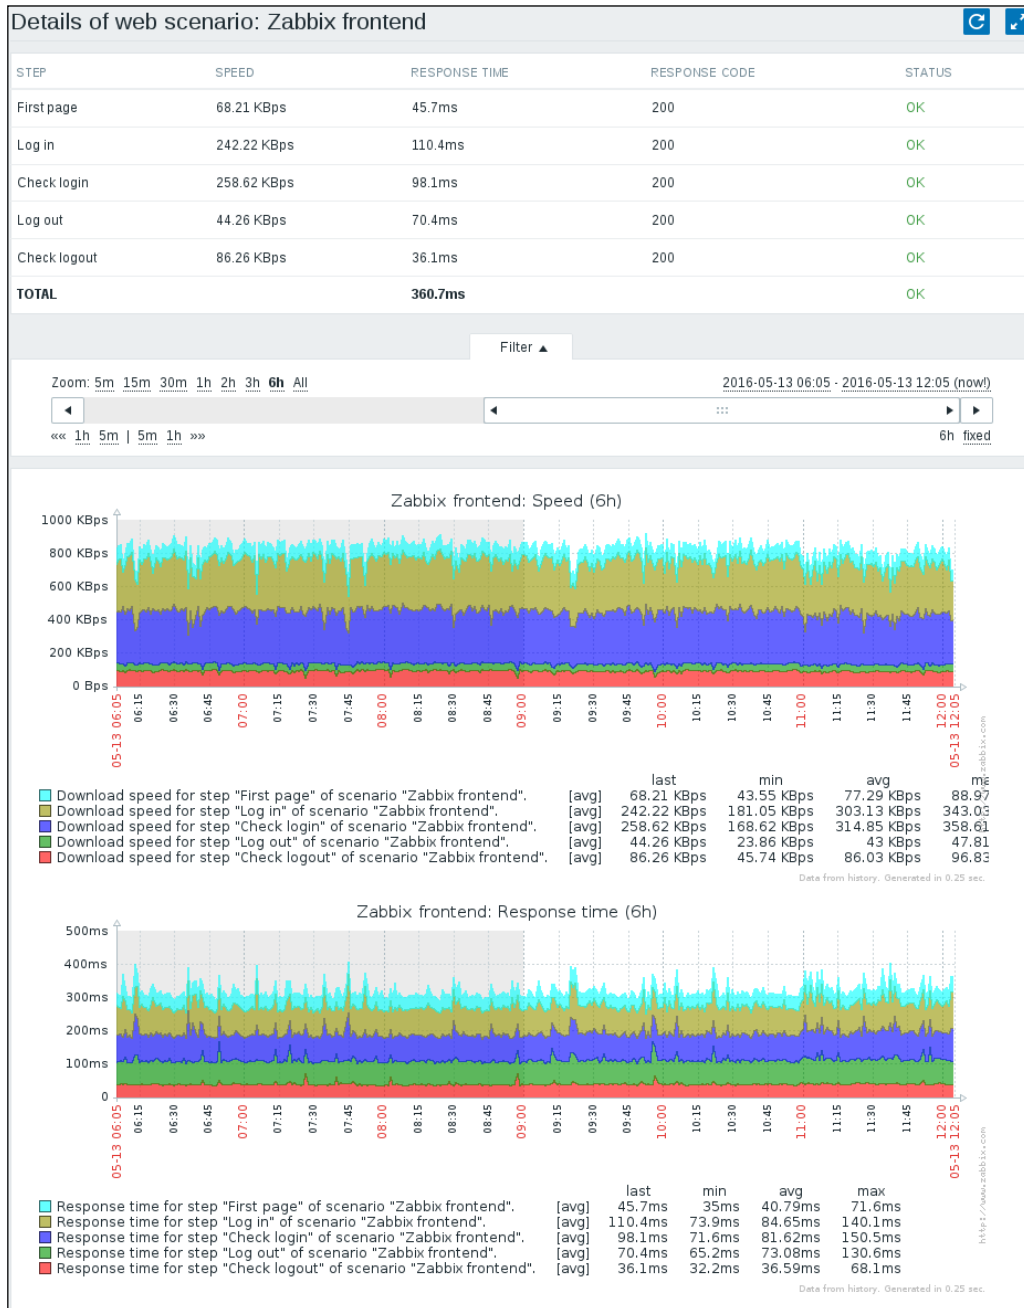 Details of web scenario: Zabbix frontend
STEP SPEED RESPONSE TIME RESPONSE CODE STATUS
First page 68.21 KBps 45.7ms 200 OK
Log in 242.22 KBps 110.4ms 200 OK
Check login 258.62 KBps 98.1ms 200 OK
Log out 44.26 KBps 70.4ms 200 OK
Check logout 86.26 KBps 36.1ms 200 OK
TOTAL 360.7ms OK
Filter ▲
Zoom: 5m 15m 30m 1h 2h 3h 6h All 2016-05-13 06:05 - 2016-05-13 12:05 (now!)
«« 1h 5m | 5m 1h »» 6h fixed
Zabbix frontend: Speed (6h)
1000 KBps
800 KBps
600 KBps
400 KBps
200 KBps
0 Bps
05-13 06:05 06:15 06:30 06:45 07:00 07:15 07:30 07:45 08:00 08:15 08:30 08:45 09:00 09:15 09:30 09:45 10:00 10:15 10:30 10:45 11:00 11:15 11:30 11:45 12:00 05-13 12:05
last min avg
Download speed for step "First page" of scenario "Zabbix frontend". [avg] 68.21 KBps 43.55 KBps 77.29 KBps 88.97
Download speed for step "Log in" of scenario "Zabbix frontend". [avg] 242.22 KBps 181.05 KBps 303.13 KBps 343.03
Download speed for step "Check login" of scenario "Zabbix frontend". [avg] 258.62 KBps 168.62 KBps 314.85 KBps 358.61
Download speed for step "Log out" of scenario "Zabbix frontend". [avg] 44.26 KBps 23.86 KBps 43 KBps 47.81
Download speed for step "Check logout" of scenario "Zabbix frontend". [avg] 86.26 KBps 45.74 KBps 86.03 KBps 96.83
Data from history. Generated in 0.25 sec.
Zabbix frontend: Response time (6h)
500ms
400ms
300ms
200ms
100ms
0
05-13 06:05 06:15 06:30 06:45 07:00 07:15 07:30 07:45 08:00 08:15 08:30 08:45 09:00 09:15 09:30 09:45 10:00 10:15 10:30 10:45 11:00 11:15 11:30 11:45 12:00 05-13 12:05
http://www.zabbix.com
last min avg max
Response time for step "First page" of scenario "Zabbix frontend". [avg] 45.7ms 35ms 40.79ms 71.6ms
Response time for step "Log in" of scenario "Zabbix frontend". [avg] 110.4ms 73.9ms 84.65ms 140.1ms
Response time for step "Check login" of scenario "Zabbix frontend". [avg] 98.1ms 71.6ms 81.62ms 150.5ms
Response time for step "Log out" of scenario "Zabbix frontend". [avg] 70.4ms 65.2ms 73.08ms 130.6ms
Response time for step "Check logout" of scenario "Zabbix frontend". [avg] 36.1ms 32.2ms 36.59ms 68.1ms
Data from history. Generated in 0.25 sec.